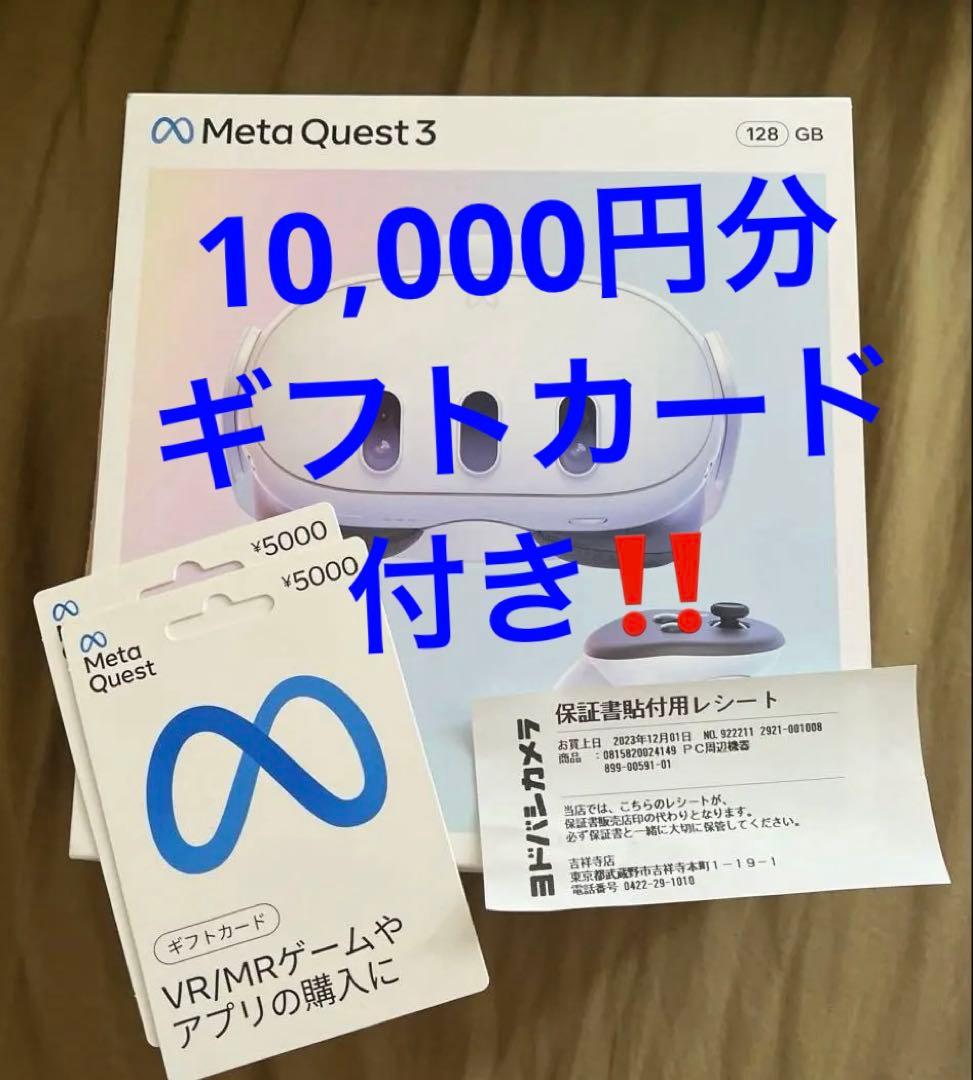 Meta Quest 3
128 GB
10,000円分
ギフトカード
付き‼️
¥5000
¥5000
Meta
Quest
ギフトカード
VR/MRゲームや
アプリの購入に
ヨドバシカメラ
保証書貼付用レシート
お買上日 2023年12月01日 NO.922211 2921-001008
商品 :0815820024149 PC周辺機器
899-00591-01
当店では、こちらのレシートが、
保証書販売店印の代わりとなります。
必ず保証書と一緒に大切に保管してください。
吉祥寺店
東京都武蔵野市吉祥寺本町1-19-1
電話番号 0422-29-1010